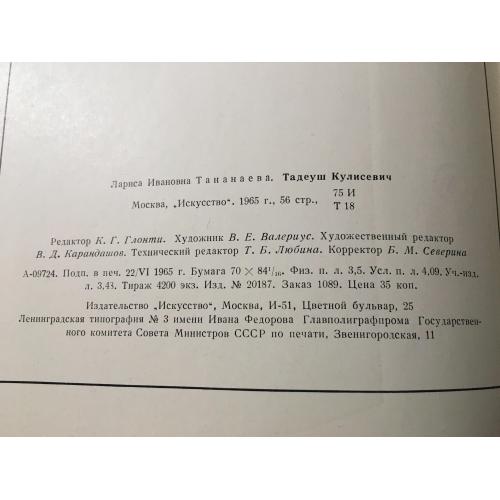 Лариса Ивановна Тананаева. Тадеуш Кулисевич
Москва, „Искусство“. 1965 г., 56 стр., 75 И
Т 18
Редактор К. Г. Глонти. Художник В. Е. Валериус. Художественный редактор
В. Д. Карандашов. Технический редактор Т. Б. Любина. Корректор Б. М. Северина
А-09724. Подп. в печ. 22/VI 1965 г. Бумага 70 × 84¹/₁₆. Физ. п. л. 3,5. Усл. п. л. 4,09. Уч.-изд.
л. 3,43. Тираж 4200 экз. Изд. № 20187. Заказ 1089. Цена 35 коп.
Издательство „Искусство“, Москва, И-51, Цветной бульвар, 25
Ленинградская типография № 3 имени Ивана Федорова Главполиграфпрома Государствен-
ного комитета Совета Министров СССР по печати, Звенигородская, 11